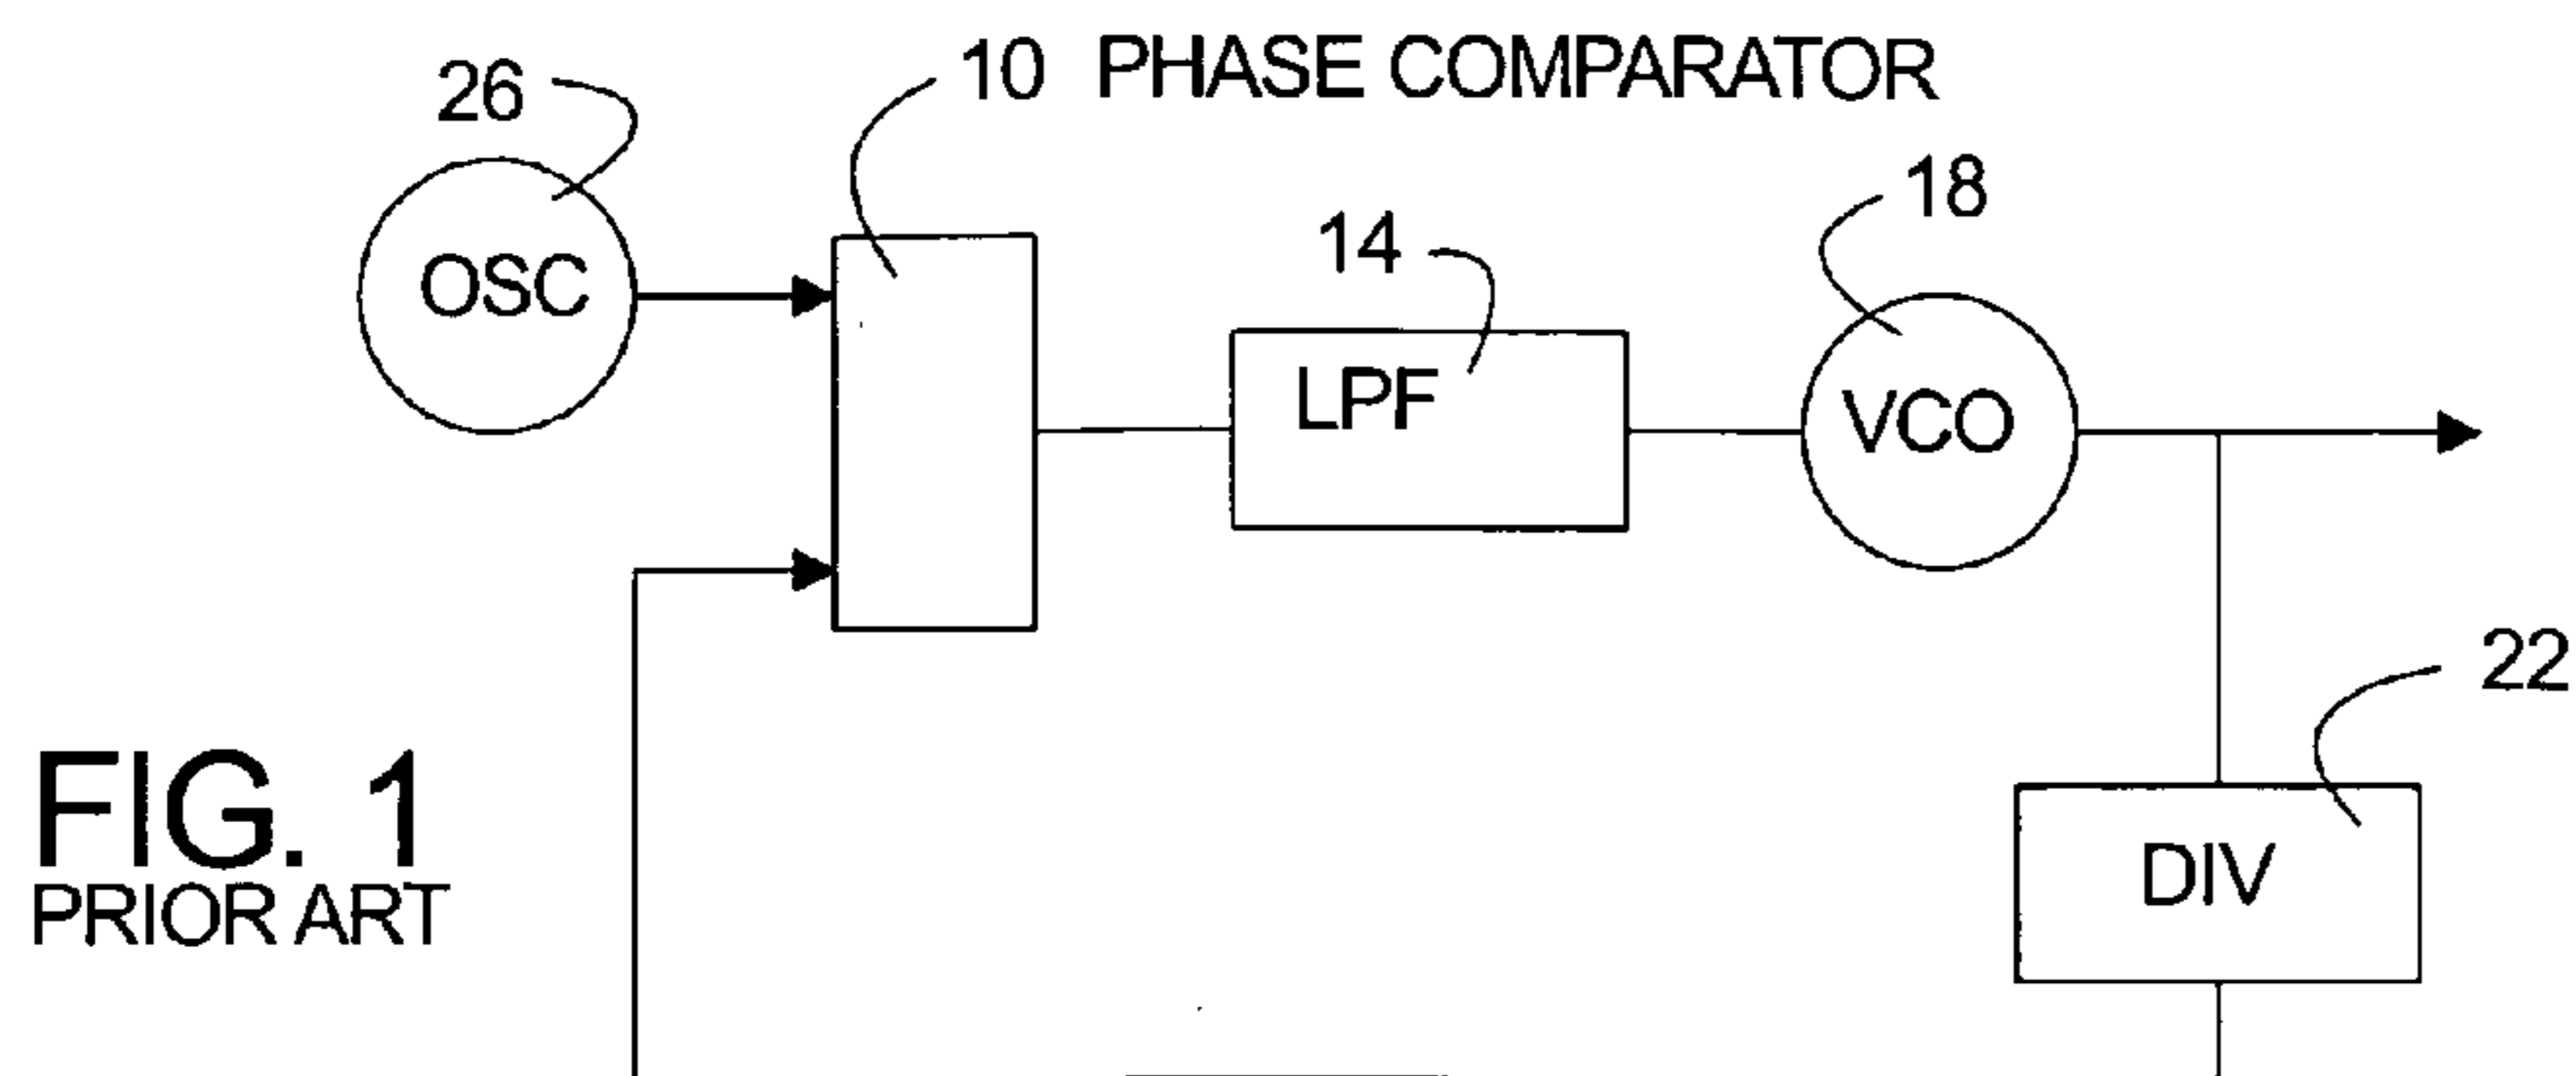 26
10 PHASE COMPARATOR
OSC
14
LPF
18
VCO
22
DIV
FIG. 1
PRIOR ART